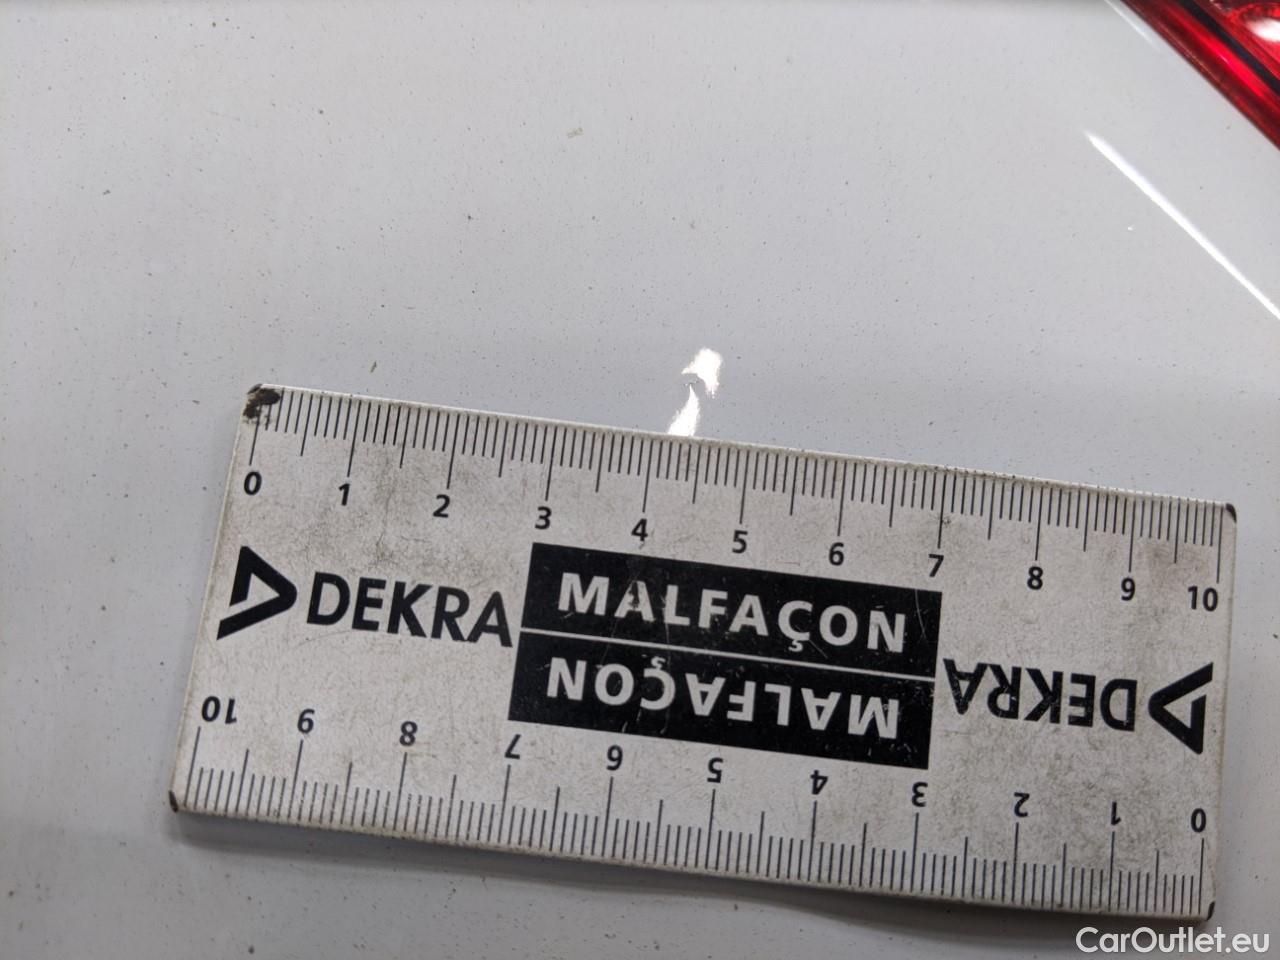 0 1 2 3 4 5 6 7 8 9 10
DEKRA MALFAÇON
MALFAÇON DEKRA
10 9 8 7 6 5 4 3 2 1 0
CarOutlet.eu